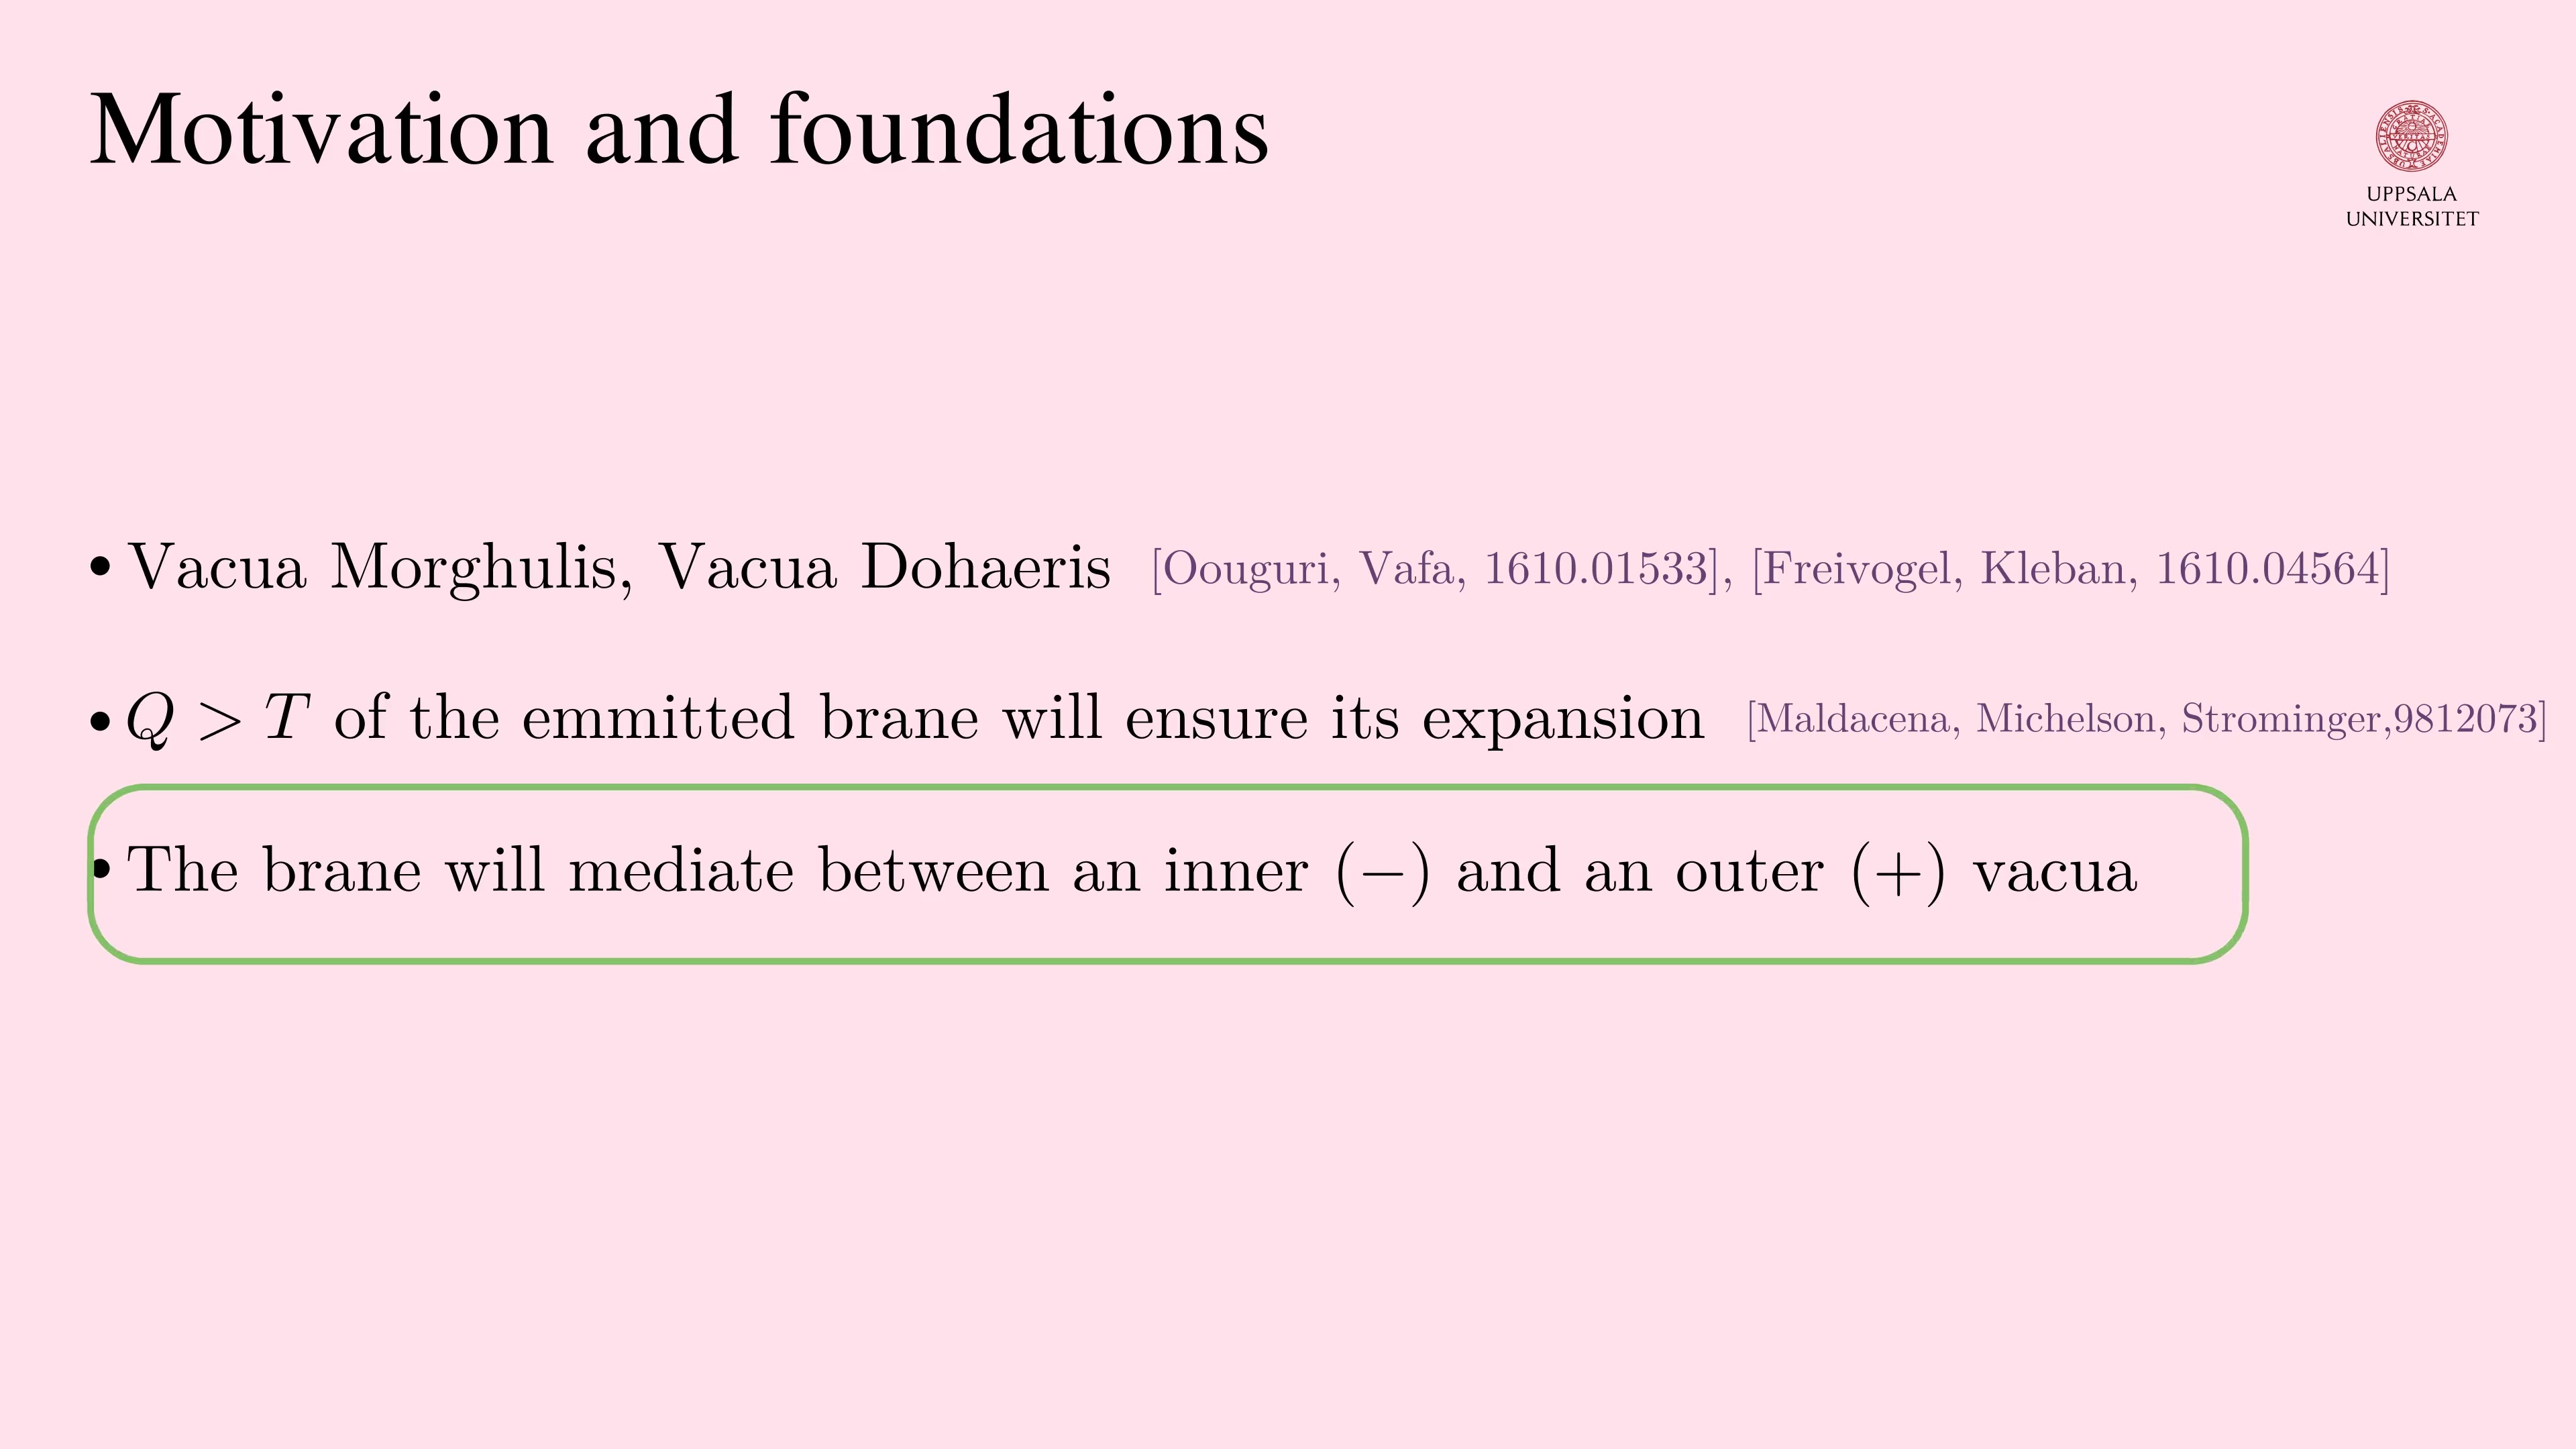 Motivation and foundations
UPPSALA
UNIVERSITET
• Vacua Morghulis, Vacua Dohaeris [Oouguri, Vafa, 1610.01533], [Freivogel, Kleban, 1610.04564]
• Q > T of the emmitted brane will ensure its expansion [Maldacena, Michelson, Strominger,9812073]
• The brane will mediate between an inner (−) and an outer (+) vacua